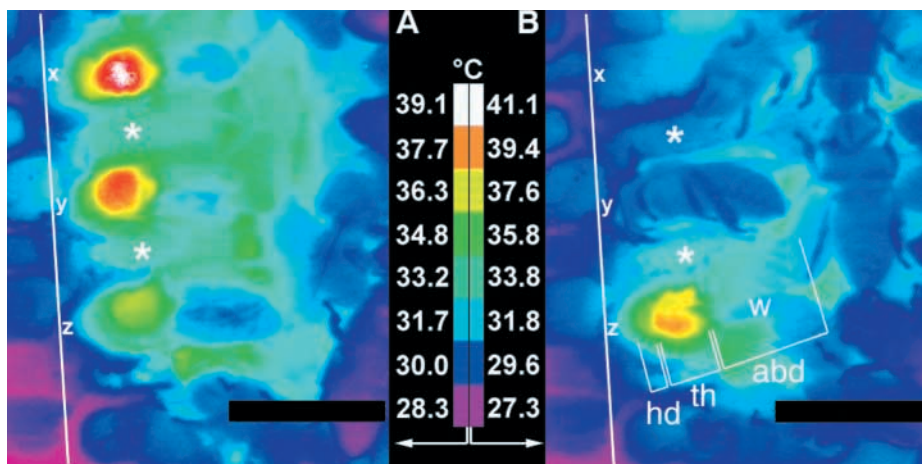 A B
°C
39.1 41.1
37.7 39.4
36.3 37.6
34.8 35.8
33.2 33.8
31.7 31.8
30.0 29.6
28.3 27.3
x
*
y
*
z
x
*
y
*
z
w
hd th abd